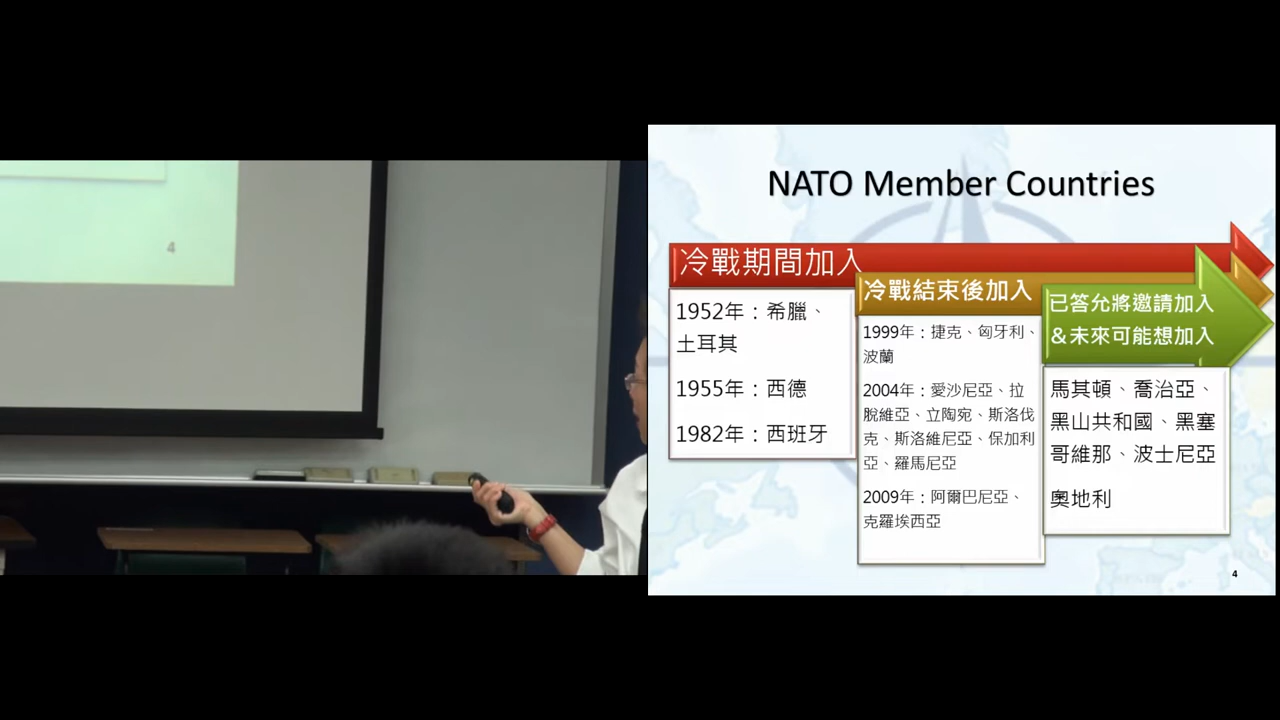 4
NATO Member Countries
冷戰期間加入
1952年：希臘、
土耳其
1955年：西德
1982年：西班牙
冷戰結束後加入
1999年：捷克、匈牙利、
波蘭
2004年：愛沙尼亞、拉
脫維亞、立陶宛、斯洛伐
克、斯洛維尼亞、保加利
亞、羅馬尼亞
2009年：阿爾巴尼亞、
克羅埃西亞
已答允將邀請加入
＆未來可能想加入
馬其頓、喬治亞、
黑山共和國、黑塞
哥維那、波士尼亞
奧地利
4